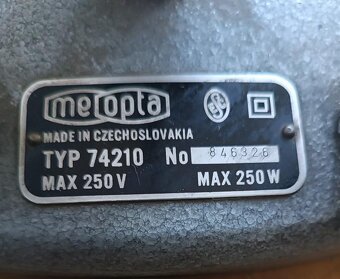 meopta
MADE IN CZECHOSLOVAKIA
TYP 74210 No 846326
MAX 250 V MAX 250 W